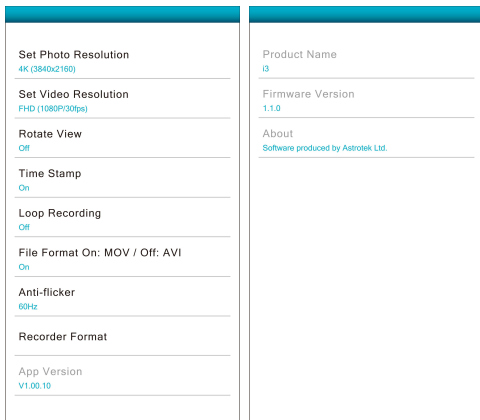 Set Photo Resolution
4K (3840x2160)
Set Video Resolution
FHD (1080P/30fps)
Rotate View
Off
Time Stamp
On
Loop Recording
Off
File Format On: MOV / Off: AVI
On
Anti-flicker
60Hz
Recorder Format
App Version
V1.00.10
Product Name
i3
Firmware Version
1.1.0
About
Software produced by Astrotek Ltd.